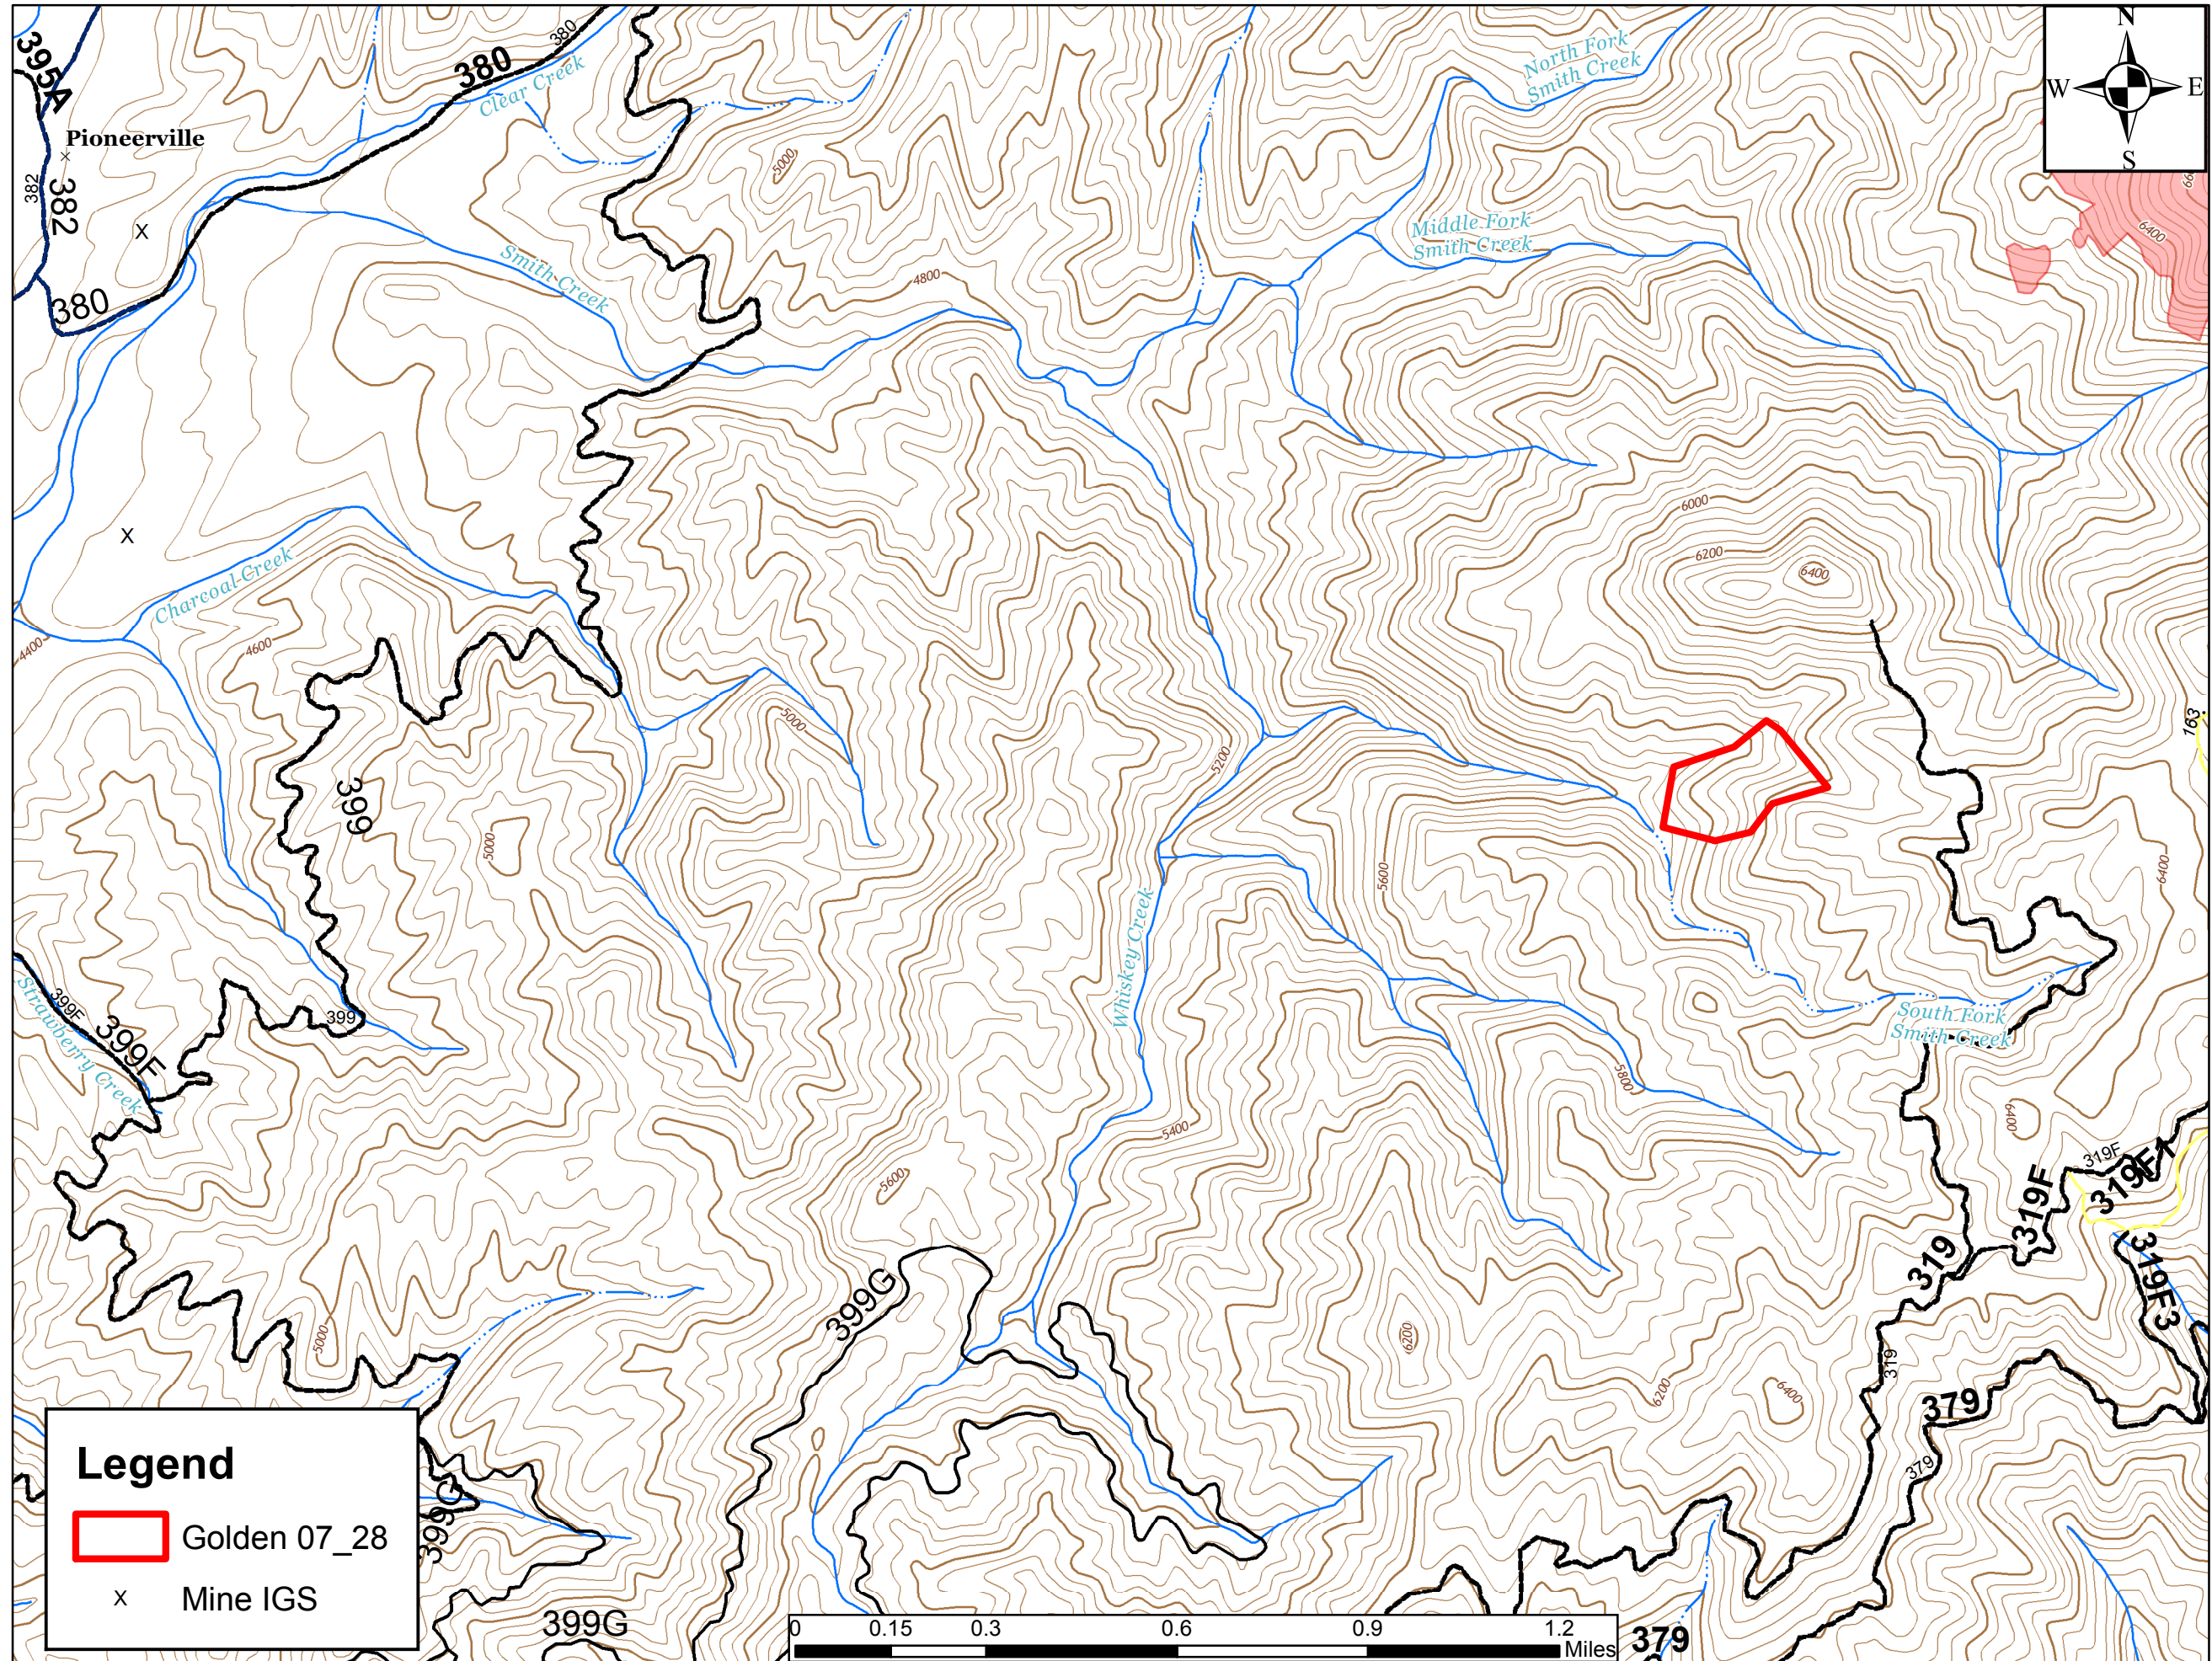 N
W
E
S
395A
380
380
Clear Creek
North Fork
Smith Creek
Pioneerville
382
382
X
5000
Middle Fork
Smith Creek
6400
Smith Creek
4800
380
X
6000
6200
6400
Charcoal Creek
4400
4600
5000
5200
163
399
5000
5600
6400
Whiskey Creek
399F
399
399F
Strawberry Creek
South Fork
Smith Creek
5800
6400
5400
5600
319F
319F1
319F
319
319F3
399G
5000
6200
319
6200
6400
379
379
399G
399G
379
Legend
Golden 07_28
X Mine IGS
0 0.15 0.3 0.6 0.9 1.2
Miles